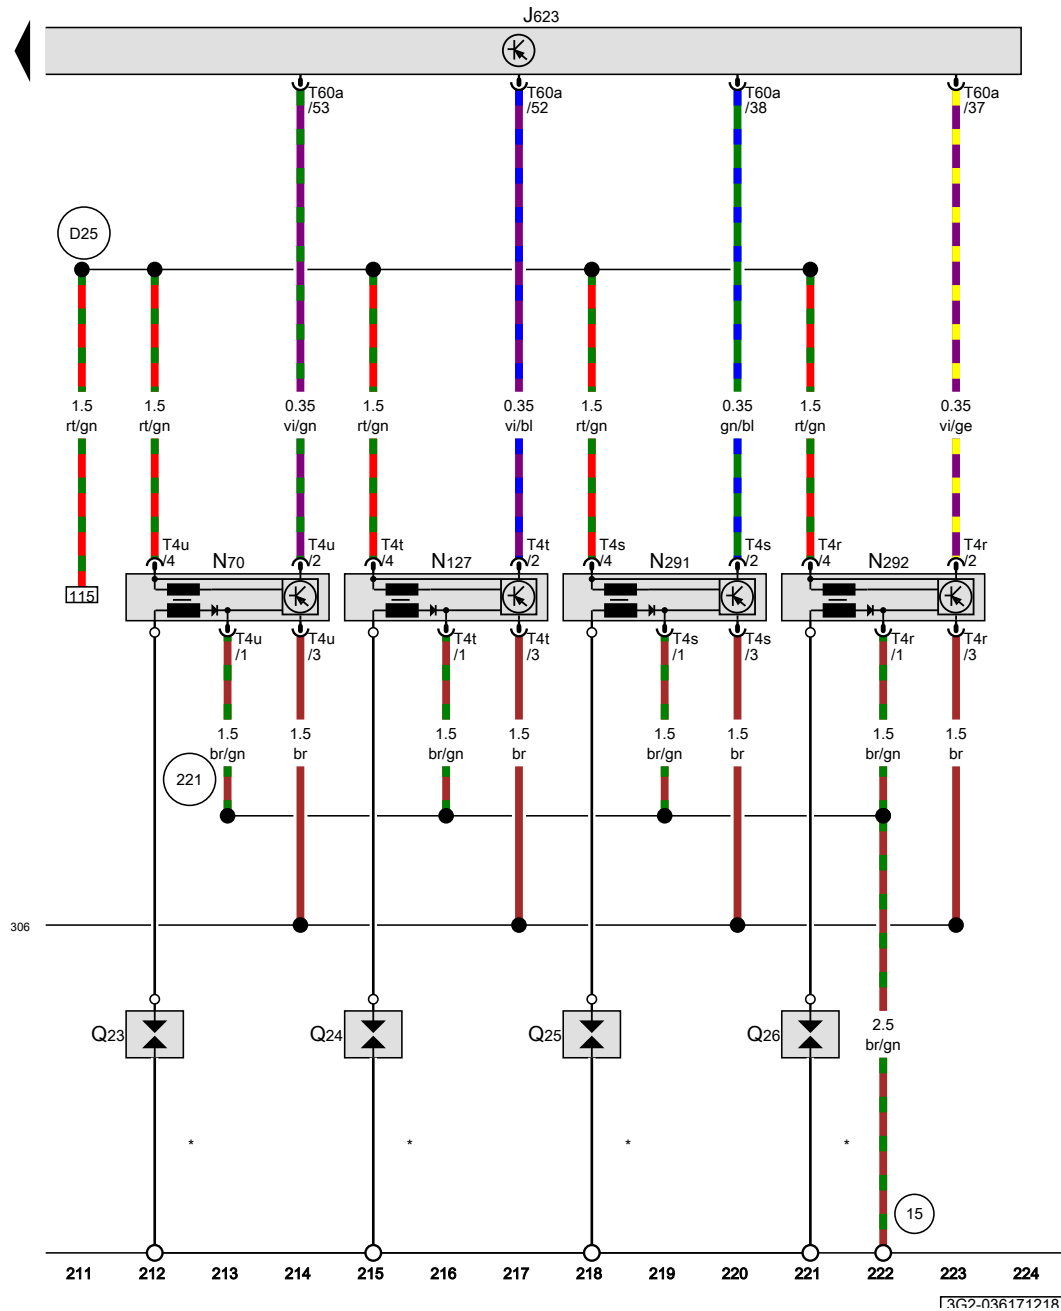 J623
T60a /53
T60a /52
T60a /38
T60a /37
D25
1.5 1.5 0.35 1.5 0.35 1.5 0.35 1.5 0.35
rt/gn rt/gn vi/gn rt/gn vi/bl rt/gn gn/bl rt/gn vi/ge
T4u /4
N70
T4u /2
T4t /4
N127
T4t /2
T4s /4
N291
T4s /2
T4r /4
N292
T4r /2
115
T4u /1
T4u /3
T4t /1
T4t /3
T4s /1
T4s /3
T4r /1
T4r /3
1.5 1.5 1.5 1.5 1.5 1.5 1.5 1.5
br/gn br br/gn br br/gn br br/gn br
221
306
Q23
Q24
Q25
Q26
2.5
br/gn
* * * *
15
211 212 213 214 215 216 217 218 219 220 221 222 223 224
3G2-036171218